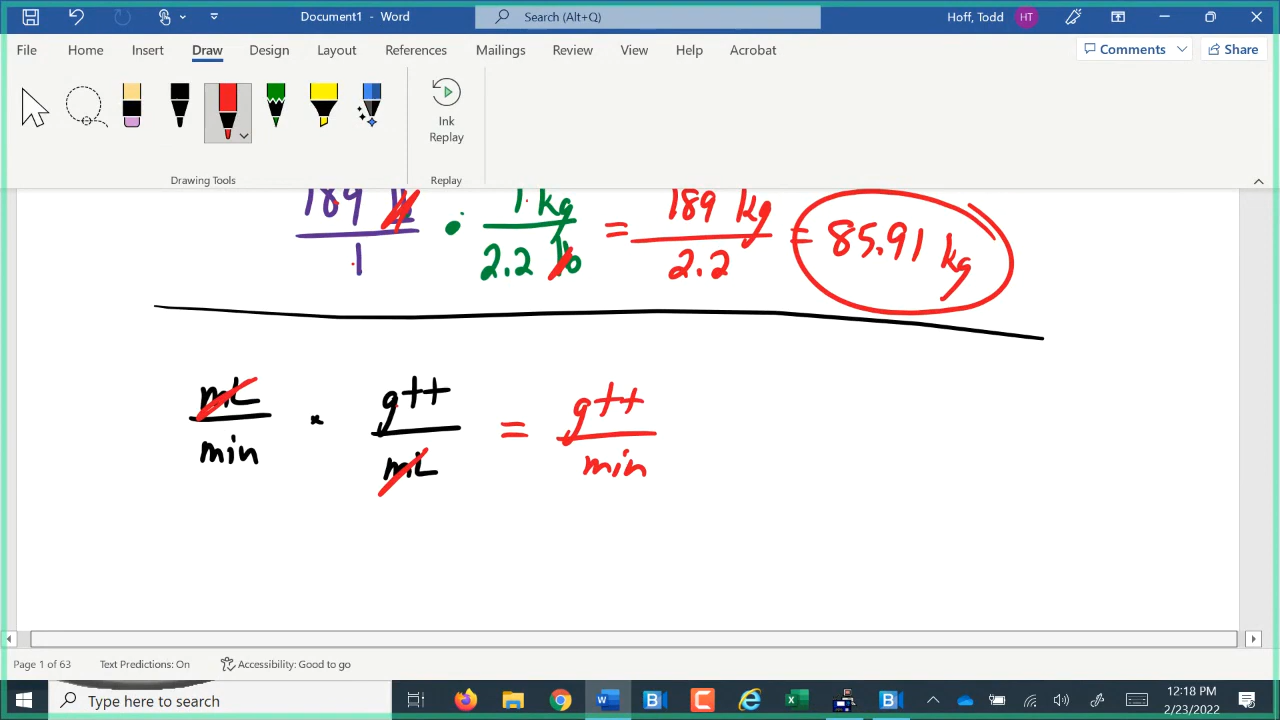 Document1 - Word
Search (Alt+Q)
Hoff, Todd
HT
File Home Insert Draw Design Layout References Mailings Review View Help Acrobat
Comments
Share
Ink
Replay
Drawing Tools
Replay
189 lb 1 kg 189 kg
• = = 85.91 kg
1 2.2 lb 2.2
mL gtt gtt
• =
min mL min
Page 1 of 63
Text Predictions: On
Accessibility: Good to go
Type here to search
12:18 PM
2/23/2022